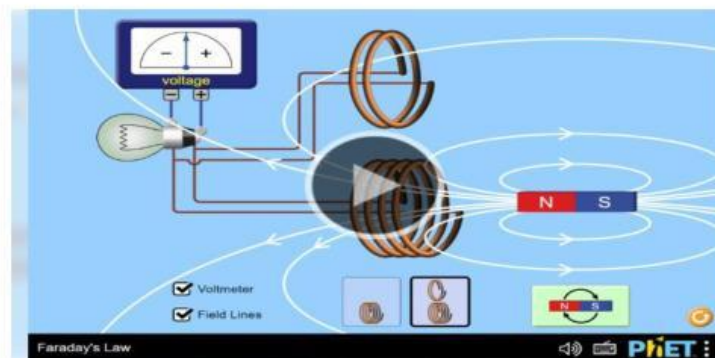 voltage
N S
Voltmeter
Field Lines
N S
Faraday's Law
PhET